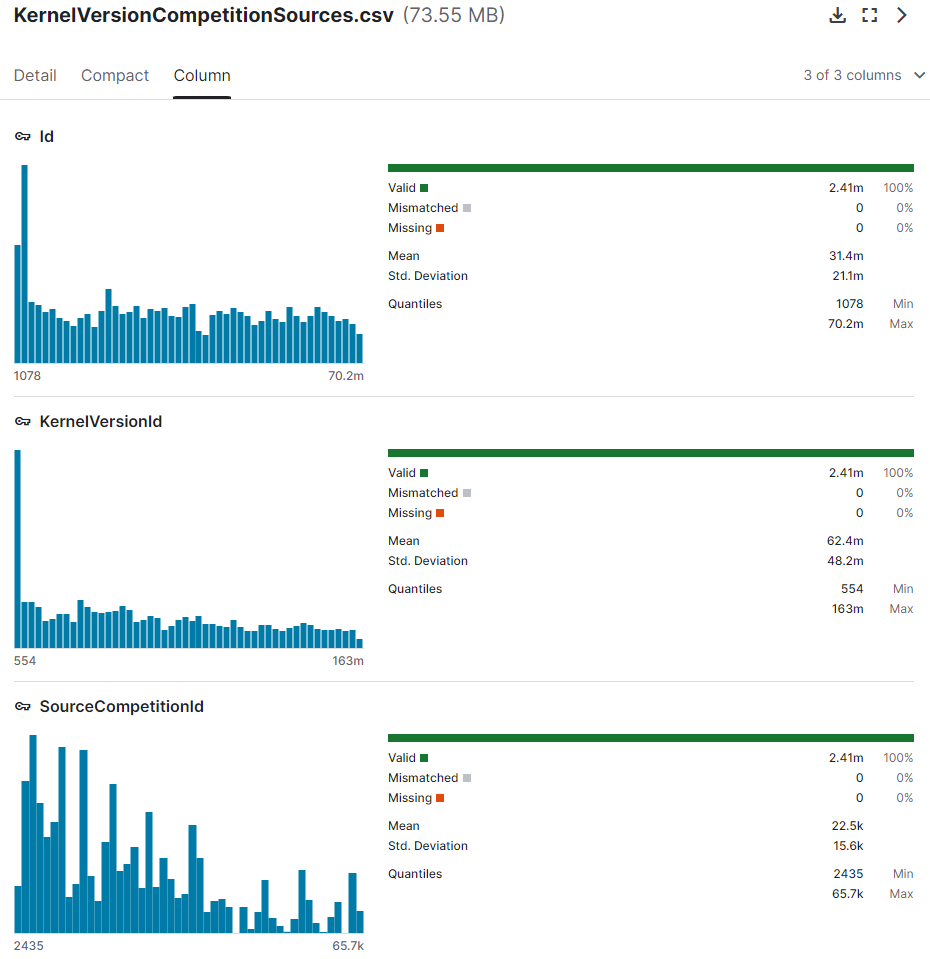 KernelVersionCompetitionSources.csv (73.55 MB)
Detail Compact Column 3 of 3 columns
Id
Valid 2.41m 100%
Mismatched 0 0%
Missing 0 0%
Mean 31.4m
Std. Deviation 21.1m
Quantiles 1078 Min
70.2m Max
1078 70.2m
KernelVersionId
Valid 2.41m 100%
Mismatched 0 0%
Missing 0 0%
Mean 62.4m
Std. Deviation 48.2m
Quantiles 554 Min
163m Max
554 163m
SourceCompetitionId
Valid 2.41m 100%
Mismatched 0 0%
Missing 0 0%
Mean 22.5k
Std. Deviation 15.6k
Quantiles 2435 Min
65.7k Max
2435 65.7k